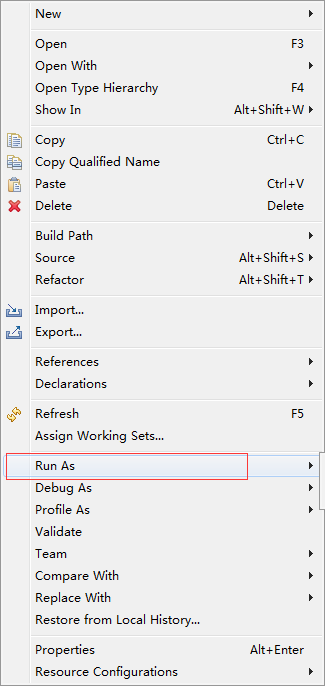 New
Open F3
Open With
Open Type Hierarchy F4
Show In Alt+Shift+W
Copy Ctrl+C
Copy Qualified Name
Paste Ctrl+V
Delete Delete
Build Path
Source Alt+Shift+S
Refactor Alt+Shift+T
Import...
Export...
References
Declarations
Refresh F5
Assign Working Sets...
Run As
Debug As
Profile As
Validate
Team
Compare With
Replace With
Restore from Local History...
Properties Alt+Enter
Resource Configurations